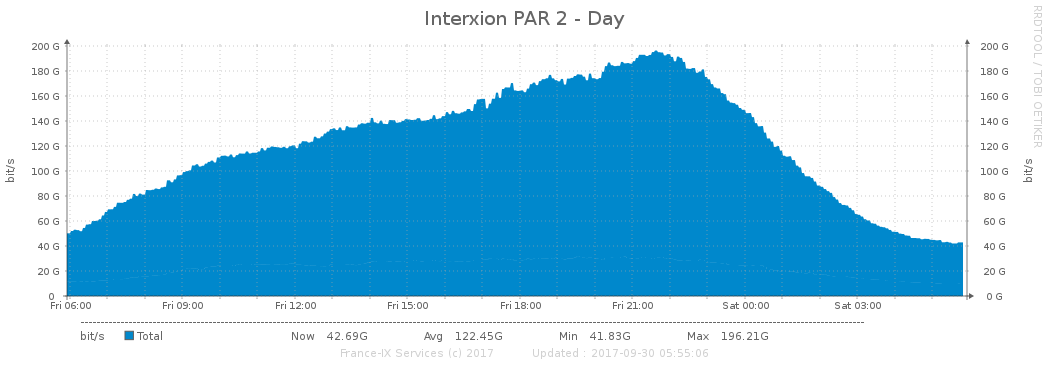 Interxion PAR 2 - Day
RRDTOOL / TOBI OETIKER
bit/s
bit/s
200 G 200 G
180 G 180 G
160 G 160 G
140 G 140 G
120 G 120 G
100 G 100 G
80 G 80 G
60 G 60 G
40 G 40 G
20 G 20 G
0 0 G
Fri 06:00 Fri 09:00 Fri 12:00 Fri 15:00 Fri 18:00 Fri 21:00 Sat 00:00 Sat 03:00
bit/s Total Now 42.69G Avg 122.45G Min 41.83G Max 196.21G
France-IX Services (c) 2017 Updated : 2017-09-30 05:55:06